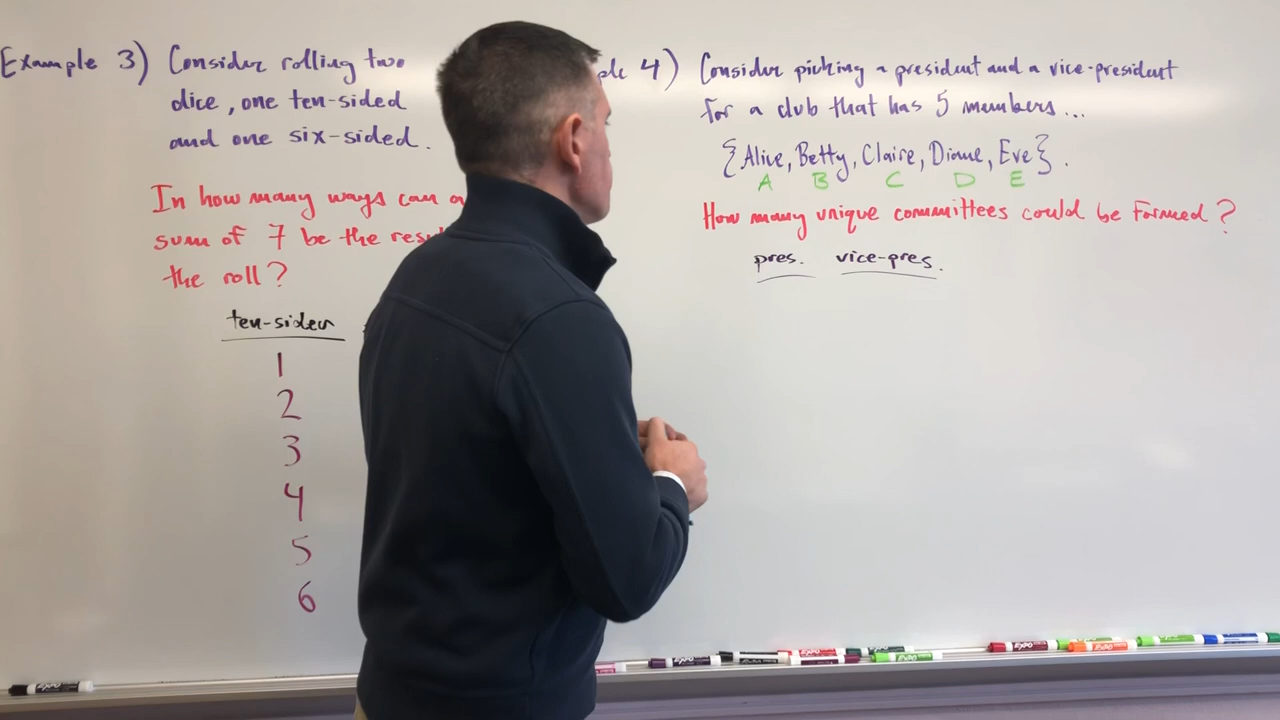 Example 3) Consider rolling two
dice, one ten-sided
and one six-sided.
In how many ways can a
sum of 7 be the resu
the roll?
ten-sided
1
2
3
4
5
6
ple 4) Consider picking a president and a vice-president
for a club that has 5 members...
{Alice, Betty, Claire, Diane, Eve}.
A B C D E
How many unique committees could be formed?
pres. vice-pres.